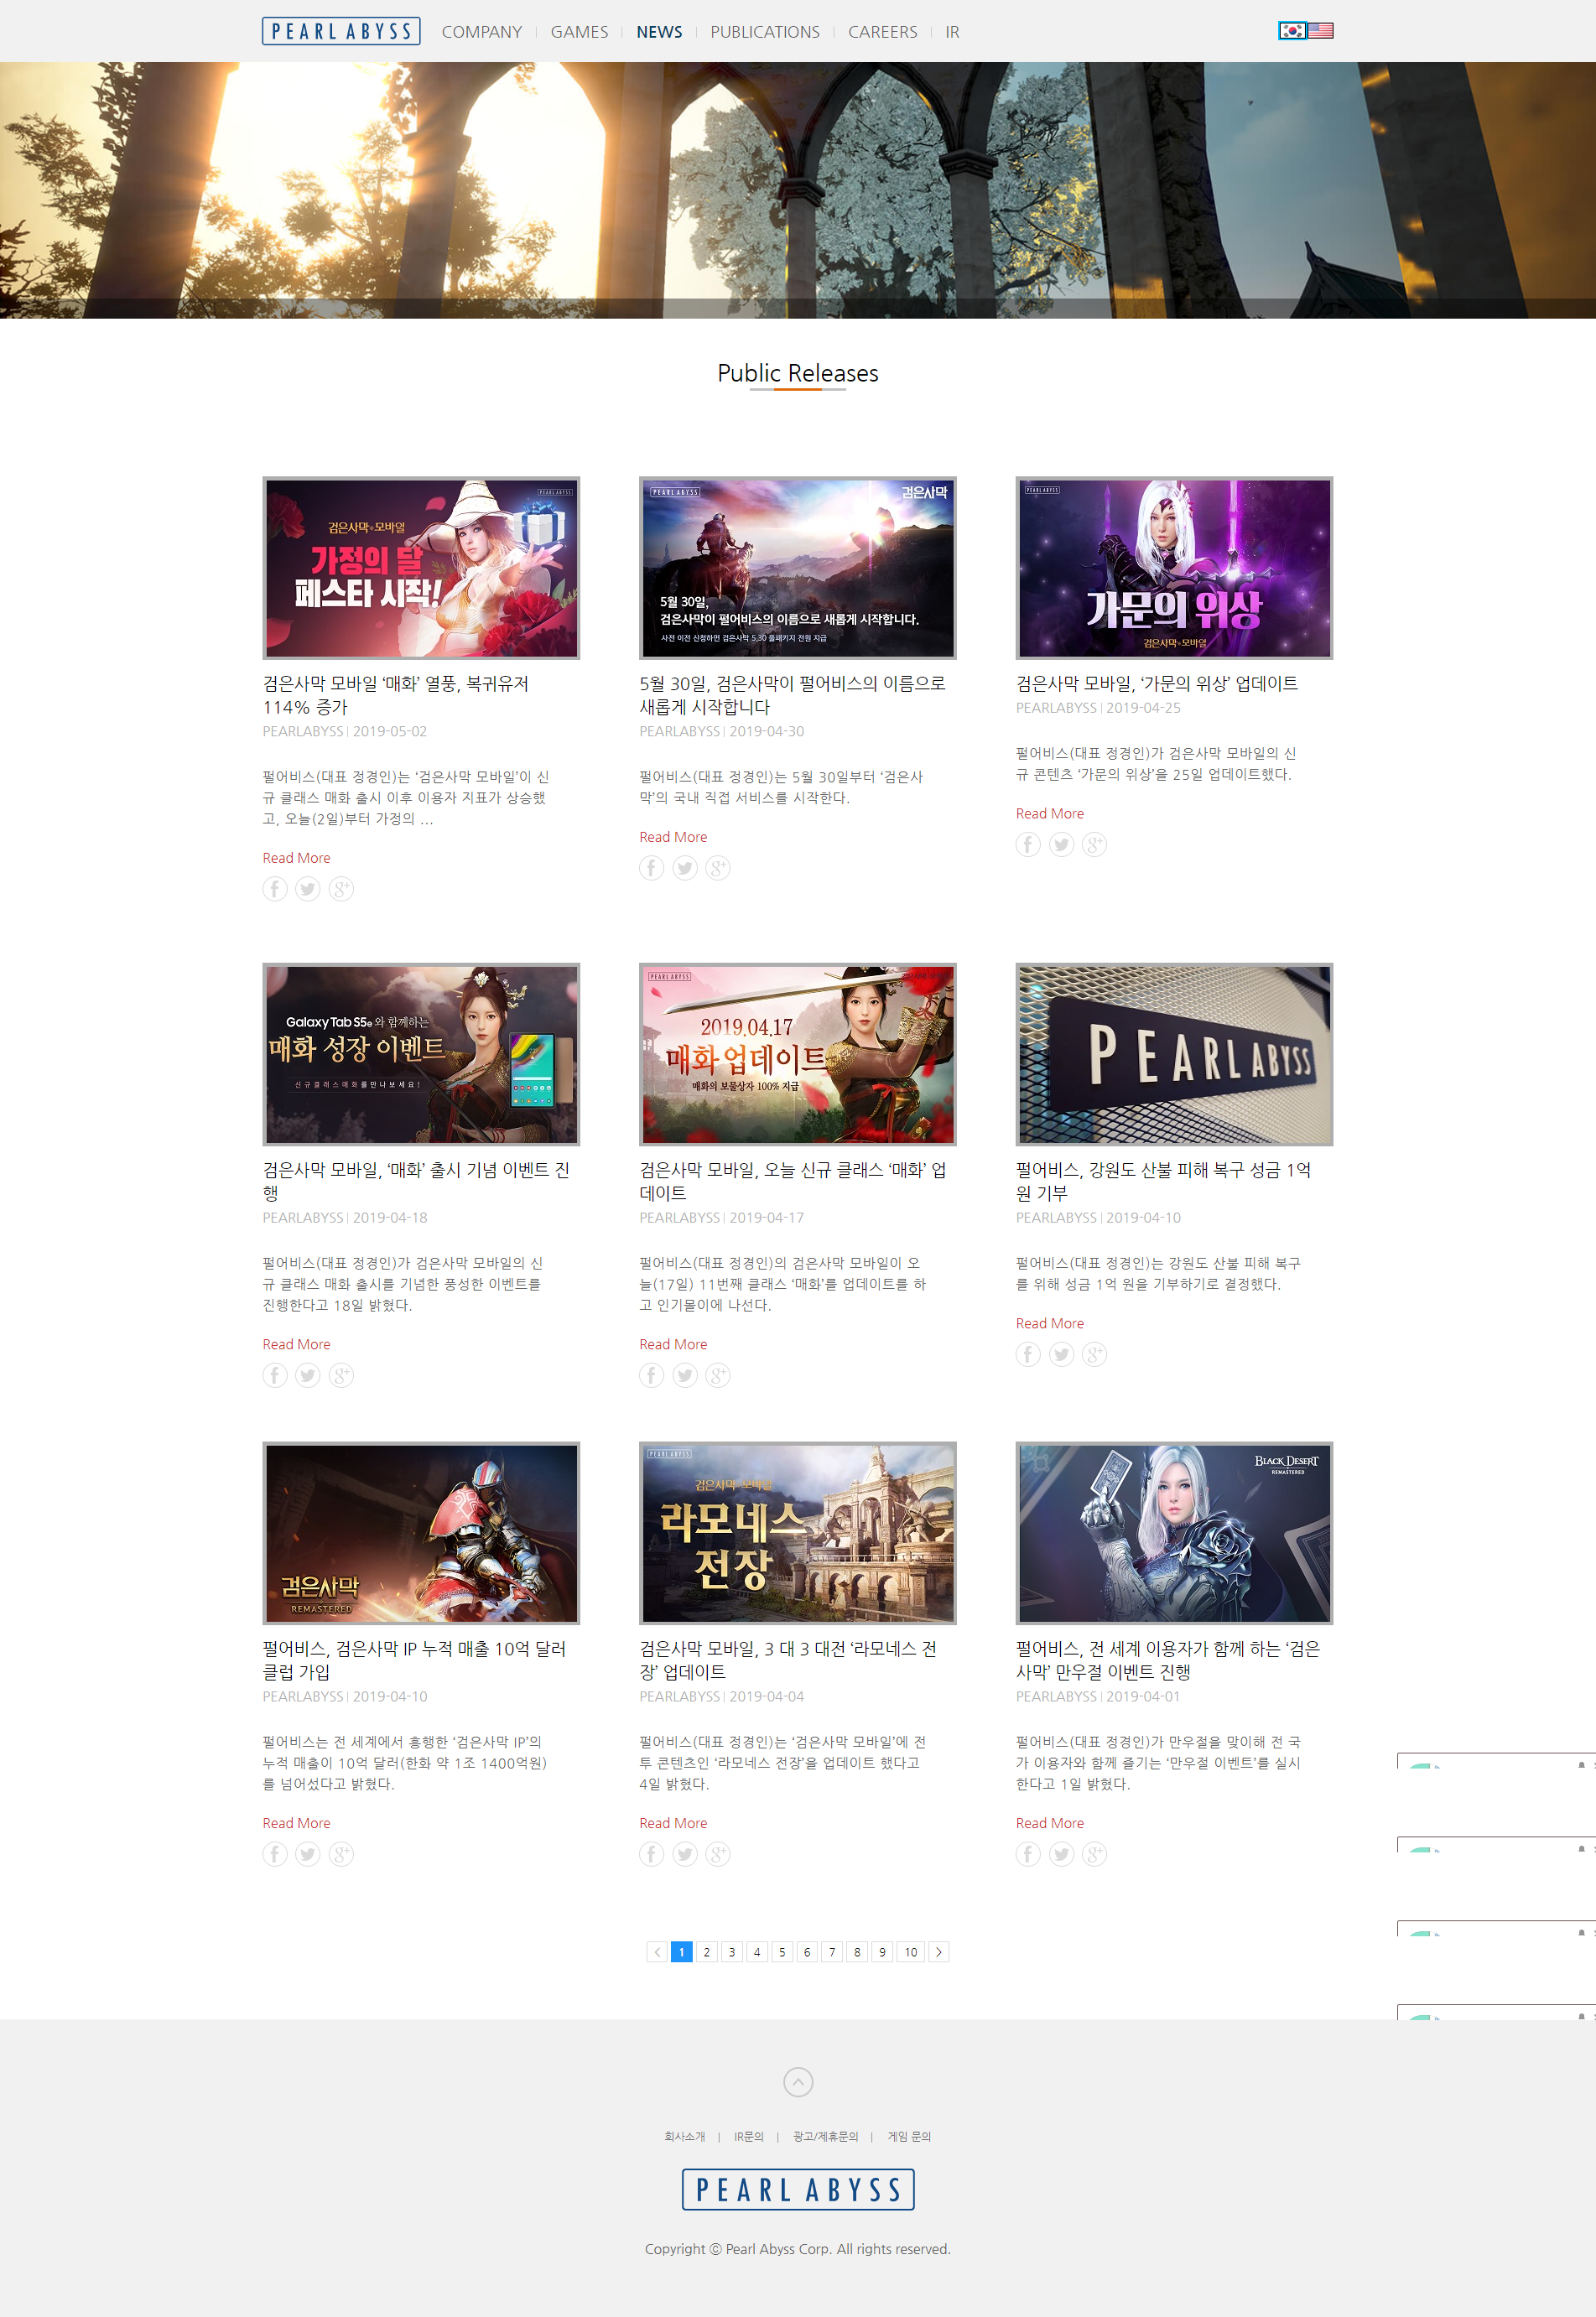 PEARL ABYSS
COMPANY
GAMES
NEWS
PUBLICATIONS
CAREERS
IR
Public Releases
PEARL ABYSS
검은사막 모바일
가정의 달
페스타 시작!
검은사막 모바일 ‘매화’ 열풍, 복귀유저
114% 증가
PEARLABYSS | 2019-05-02
펄어비스(대표 정경인)는 ‘검은사막 모바일’이 신
규 클래스 매화 출시 이후 이용자 지표가 상승했
고, 오늘(2일)부터 가정의 ...
Read More
PEARL ABYSS
검은사막
5월 30일,
검은사막이 펄어비스의 이름으로 새롭게 시작합니다.
사전 이전 신청하면 검은사막 5.30 풀패키지 전원 지급
5월 30일, 검은사막이 펄어비스의 이름으로
새롭게 시작합니다
PEARLABYSS | 2019-04-30
펄어비스(대표 정경인)는 5월 30일부터 ‘검은사
막’의 국내 직접 서비스를 시작한다.
Read More
PEARL ABYSS
가문의 위상
검은사막 모바일
검은사막 모바일, ‘가문의 위상’ 업데이트
PEARLABYSS | 2019-04-25
펄어비스(대표 정경인)가 검은사막 모바일의 신
규 콘텐츠 ‘가문의 위상’을 25일 업데이트했다.
Read More
Galaxy Tab S5e 와 함께하는
매화 성장 이벤트
신규클래스 매화를 만나보세요!
검은사막 모바일, ‘매화’ 출시 기념 이벤트 진
행
PEARLABYSS | 2019-04-18
펄어비스(대표 정경인)가 검은사막 모바일의 신
규 클래스 매화 출시를 기념한 풍성한 이벤트를
진행한다고 18일 밝혔다.
Read More
PEARL ABYSS
2019.04.17
매화 업데이트
매화의 보물상자 100% 지급
검은사막 모바일, 오늘 신규 클래스 ‘매화’ 업
데이트
PEARLABYSS | 2019-04-17
펄어비스(대표 정경인)의 검은사막 모바일이 오
늘(17일) 11번째 클래스 ‘매화’를 업데이트를 하
고 인기몰이에 나선다.
Read More
PEARL ABYSS
펄어비스, 강원도 산불 피해 복구 성금 1억
원 기부
PEARLABYSS | 2019-04-10
펄어비스(대표 정경인)는 강원도 산불 피해 복구
를 위해 성금 1억 원을 기부하기로 결정했다.
Read More
검은사막
REMASTERED
펄어비스, 검은사막 IP 누적 매출 10억 달러
클럽 가입
PEARLABYSS | 2019-04-10
펄어비스는 전 세계에서 흥행한 ‘검은사막 IP’의
누적 매출이 10억 달러(한화 약 1조 1400억원)
를 넘어섰다고 밝혔다.
Read More
PEARL ABYSS
검은사막 모바일
라모네스
전장
검은사막 모바일, 3 대 3 대전 ‘라모네스 전
장’ 업데이트
PEARLABYSS | 2019-04-04
펄어비스(대표 정경인)는 ‘검은사막 모바일’에 전
투 콘텐츠인 ‘라모네스 전장’을 업데이트 했다고
4일 밝혔다.
Read More
BLACK DESERT
REMASTERED
펄어비스, 전 세계 이용자가 함께 하는 ‘검은
사막’ 만우절 이벤트 진행
PEARLABYSS | 2019-04-01
펄어비스(대표 정경인)가 만우절을 맞이해 전 국
가 이용자와 함께 즐기는 ‘만우절 이벤트’를 실시
한다고 1일 밝혔다.
Read More
< 1 2 3 4 5 6 7 8 9 10 >
회사소개 | IR문의 | 광고/제휴문의 | 게임 문의
PEARL ABYSS
Copyright ⓒ Pearl Abyss Corp. All rights reserved.